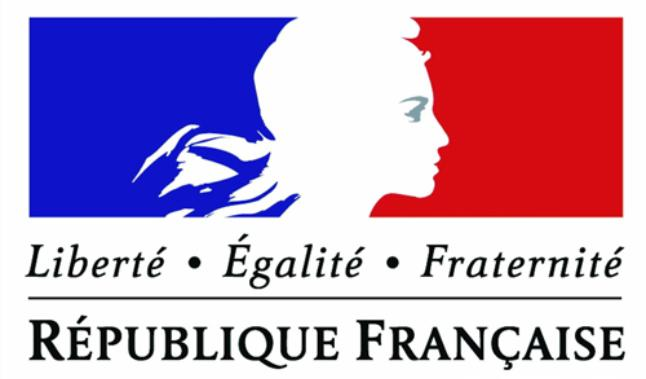 Liberté • Égalité • Fraternité
RÉPUBLIQUE FRANÇAISE